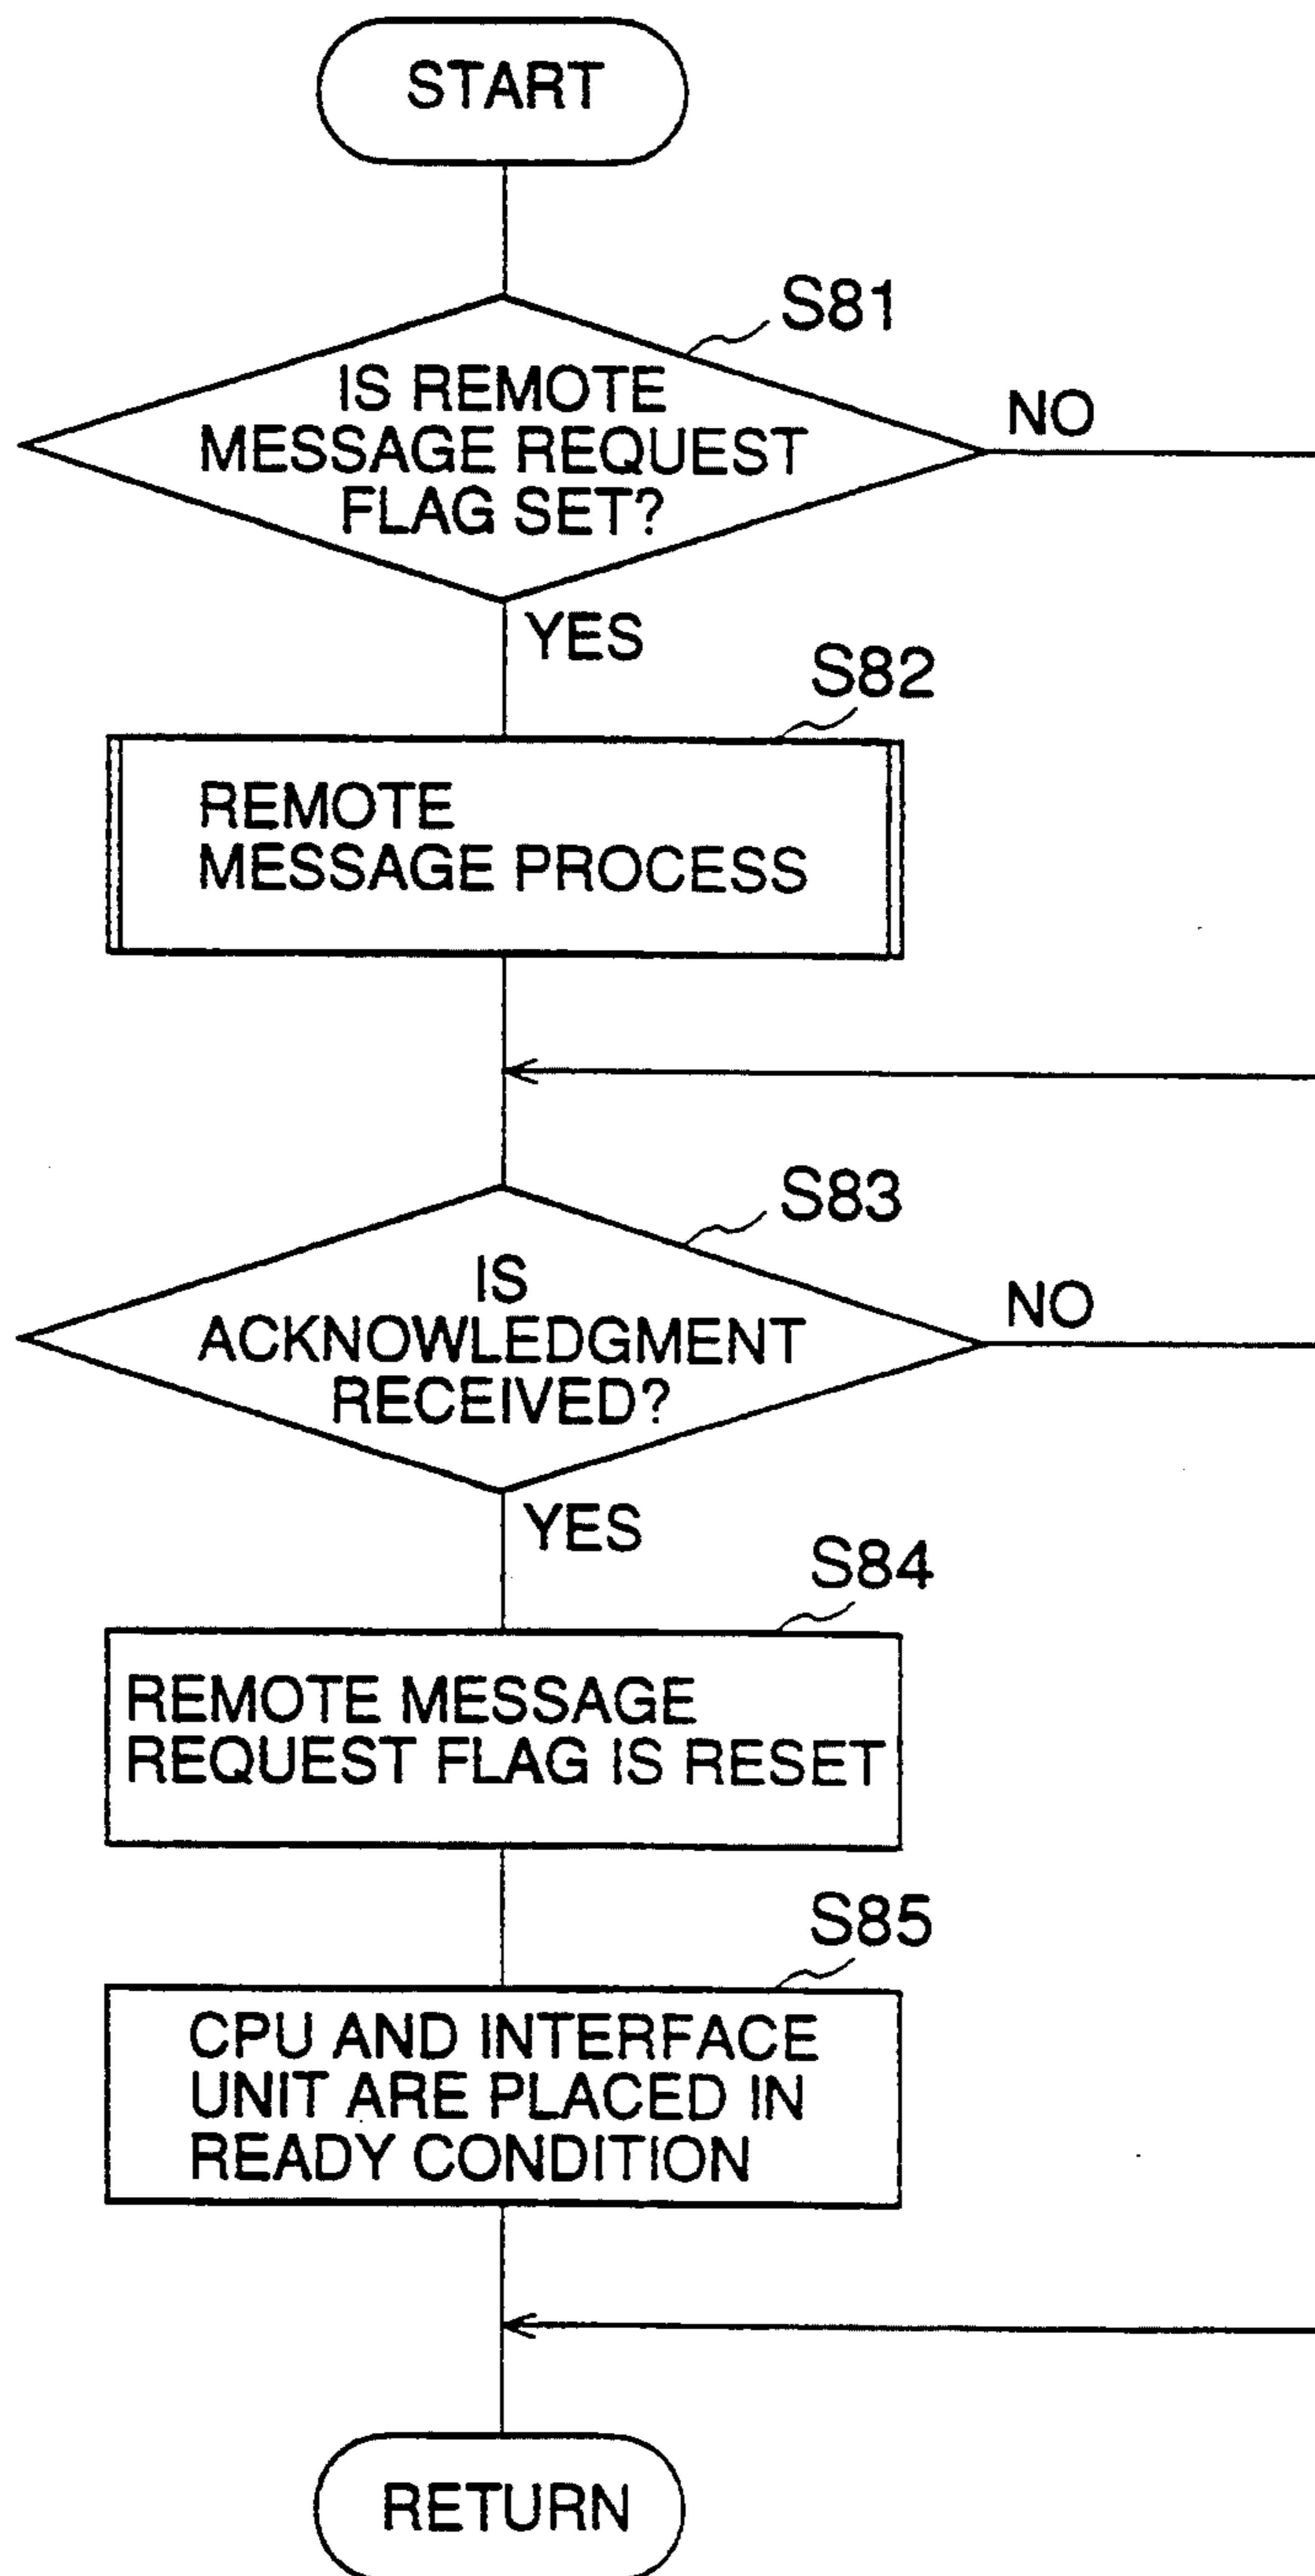 START
S81
IS REMOTE
MESSAGE REQUEST
FLAG SET?
NO
YES
S82
REMOTE
MESSAGE PROCESS
S83
IS
ACKNOWLEDGMENT
RECEIVED?
NO
YES
S84
REMOTE MESSAGE
REQUEST FLAG IS RESET
S85
CPU AND INTERFACE
UNIT ARE PLACED IN
READY CONDITION
RETURN